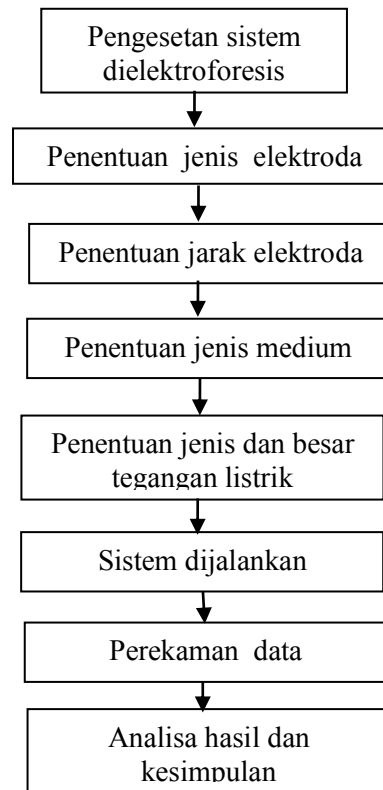 Pengesetan sistem
dielektroforesis
Penentuan jenis elektroda
Penentuan jarak elektroda
Penentuan jenis medium
Penentuan jenis dan besar
tegangan listrik
Sistem dijalankan
Perekaman data
Analisa hasil dan
kesimpulan